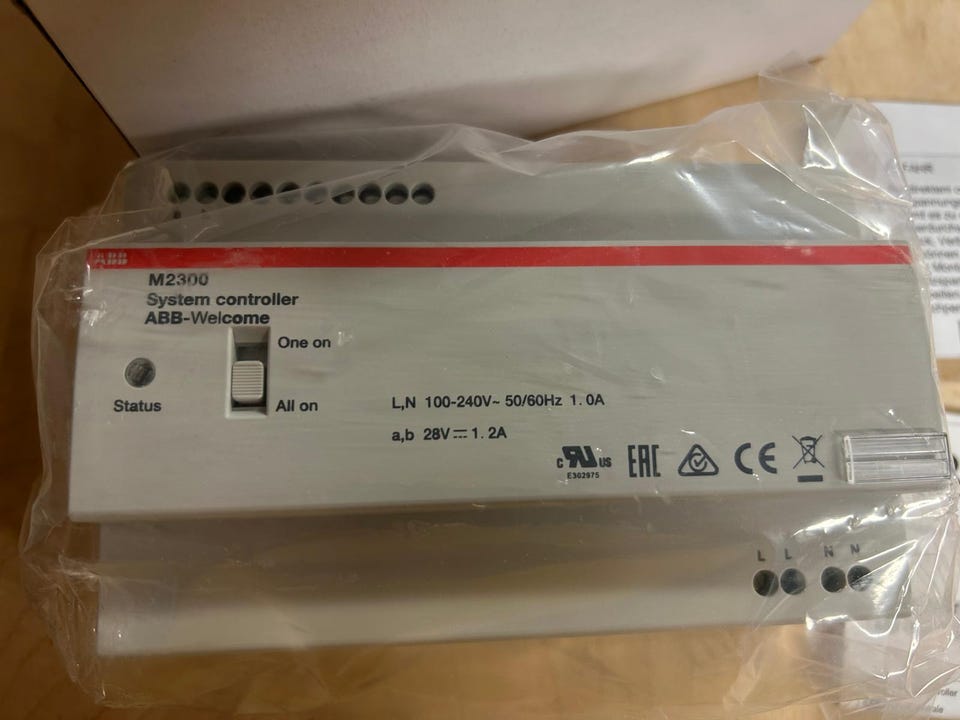 ABB
M2300
System controller
ABB-Welcome
One on
All on
Status
L,N 100-240V~ 50/60Hz 1.0A
a,b 28V⎓1.2A
c RU US
E302975
EAC
CE
L L N N